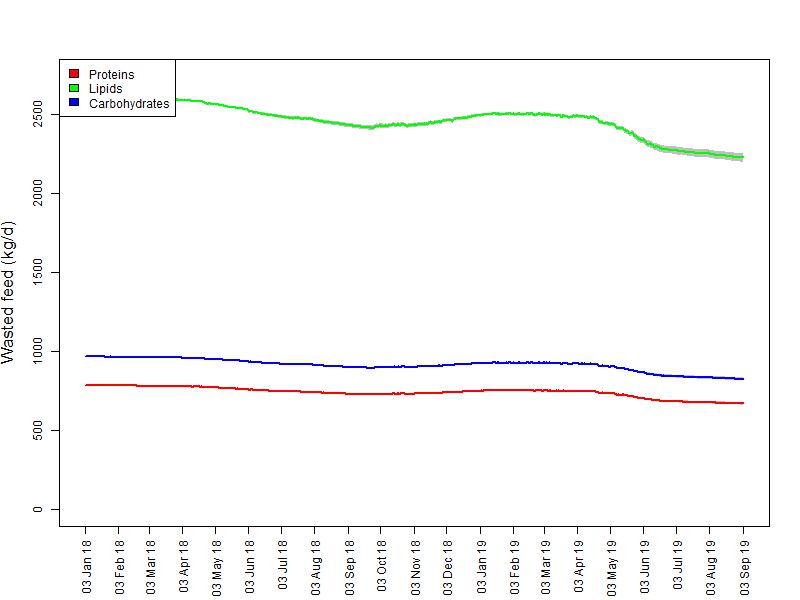 Proteins
Lipids
Carbohydrates
Wasted feed (kg/d)
2500
2000
1500
1000
500
0
03 Jan 18
03 Feb 18
03 Mar 18
03 Apr 18
03 May 18
03 Jun 18
03 Jul 18
03 Aug 18
03 Sep 18
03 Oct 18
03 Nov 18
03 Dec 18
03 Jan 19
03 Feb 19
03 Mar 19
03 Apr 19
03 May 19
03 Jun 19
03 Jul 19
03 Aug 19
03 Sep 19